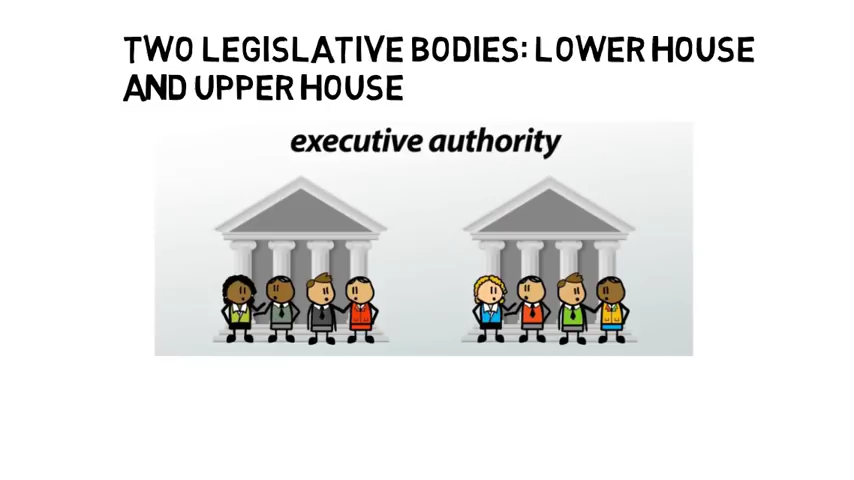 TWO LEGISLATIVE BODIES: LOWER HOUSE
AND UPPER HOUSE
executive authority